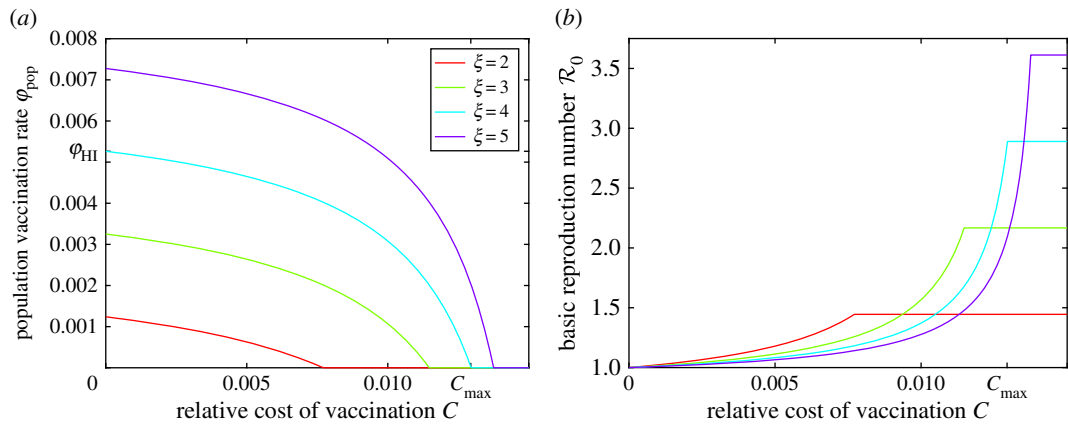 (a)
0.008
0.007
0.006
φHI
0.004
0.003
0.002
0.001
0
0.005
0.010
Cmax
population vaccination rate φpop
relative cost of vaccination C
ξ = 2
ξ = 3
ξ = 4
ξ = 5
(b)
3.5
3.0
2.5
2.0
1.5
1.0
0
0.005
0.010
Cmax
basic reproduction number R0
relative cost of vaccination C